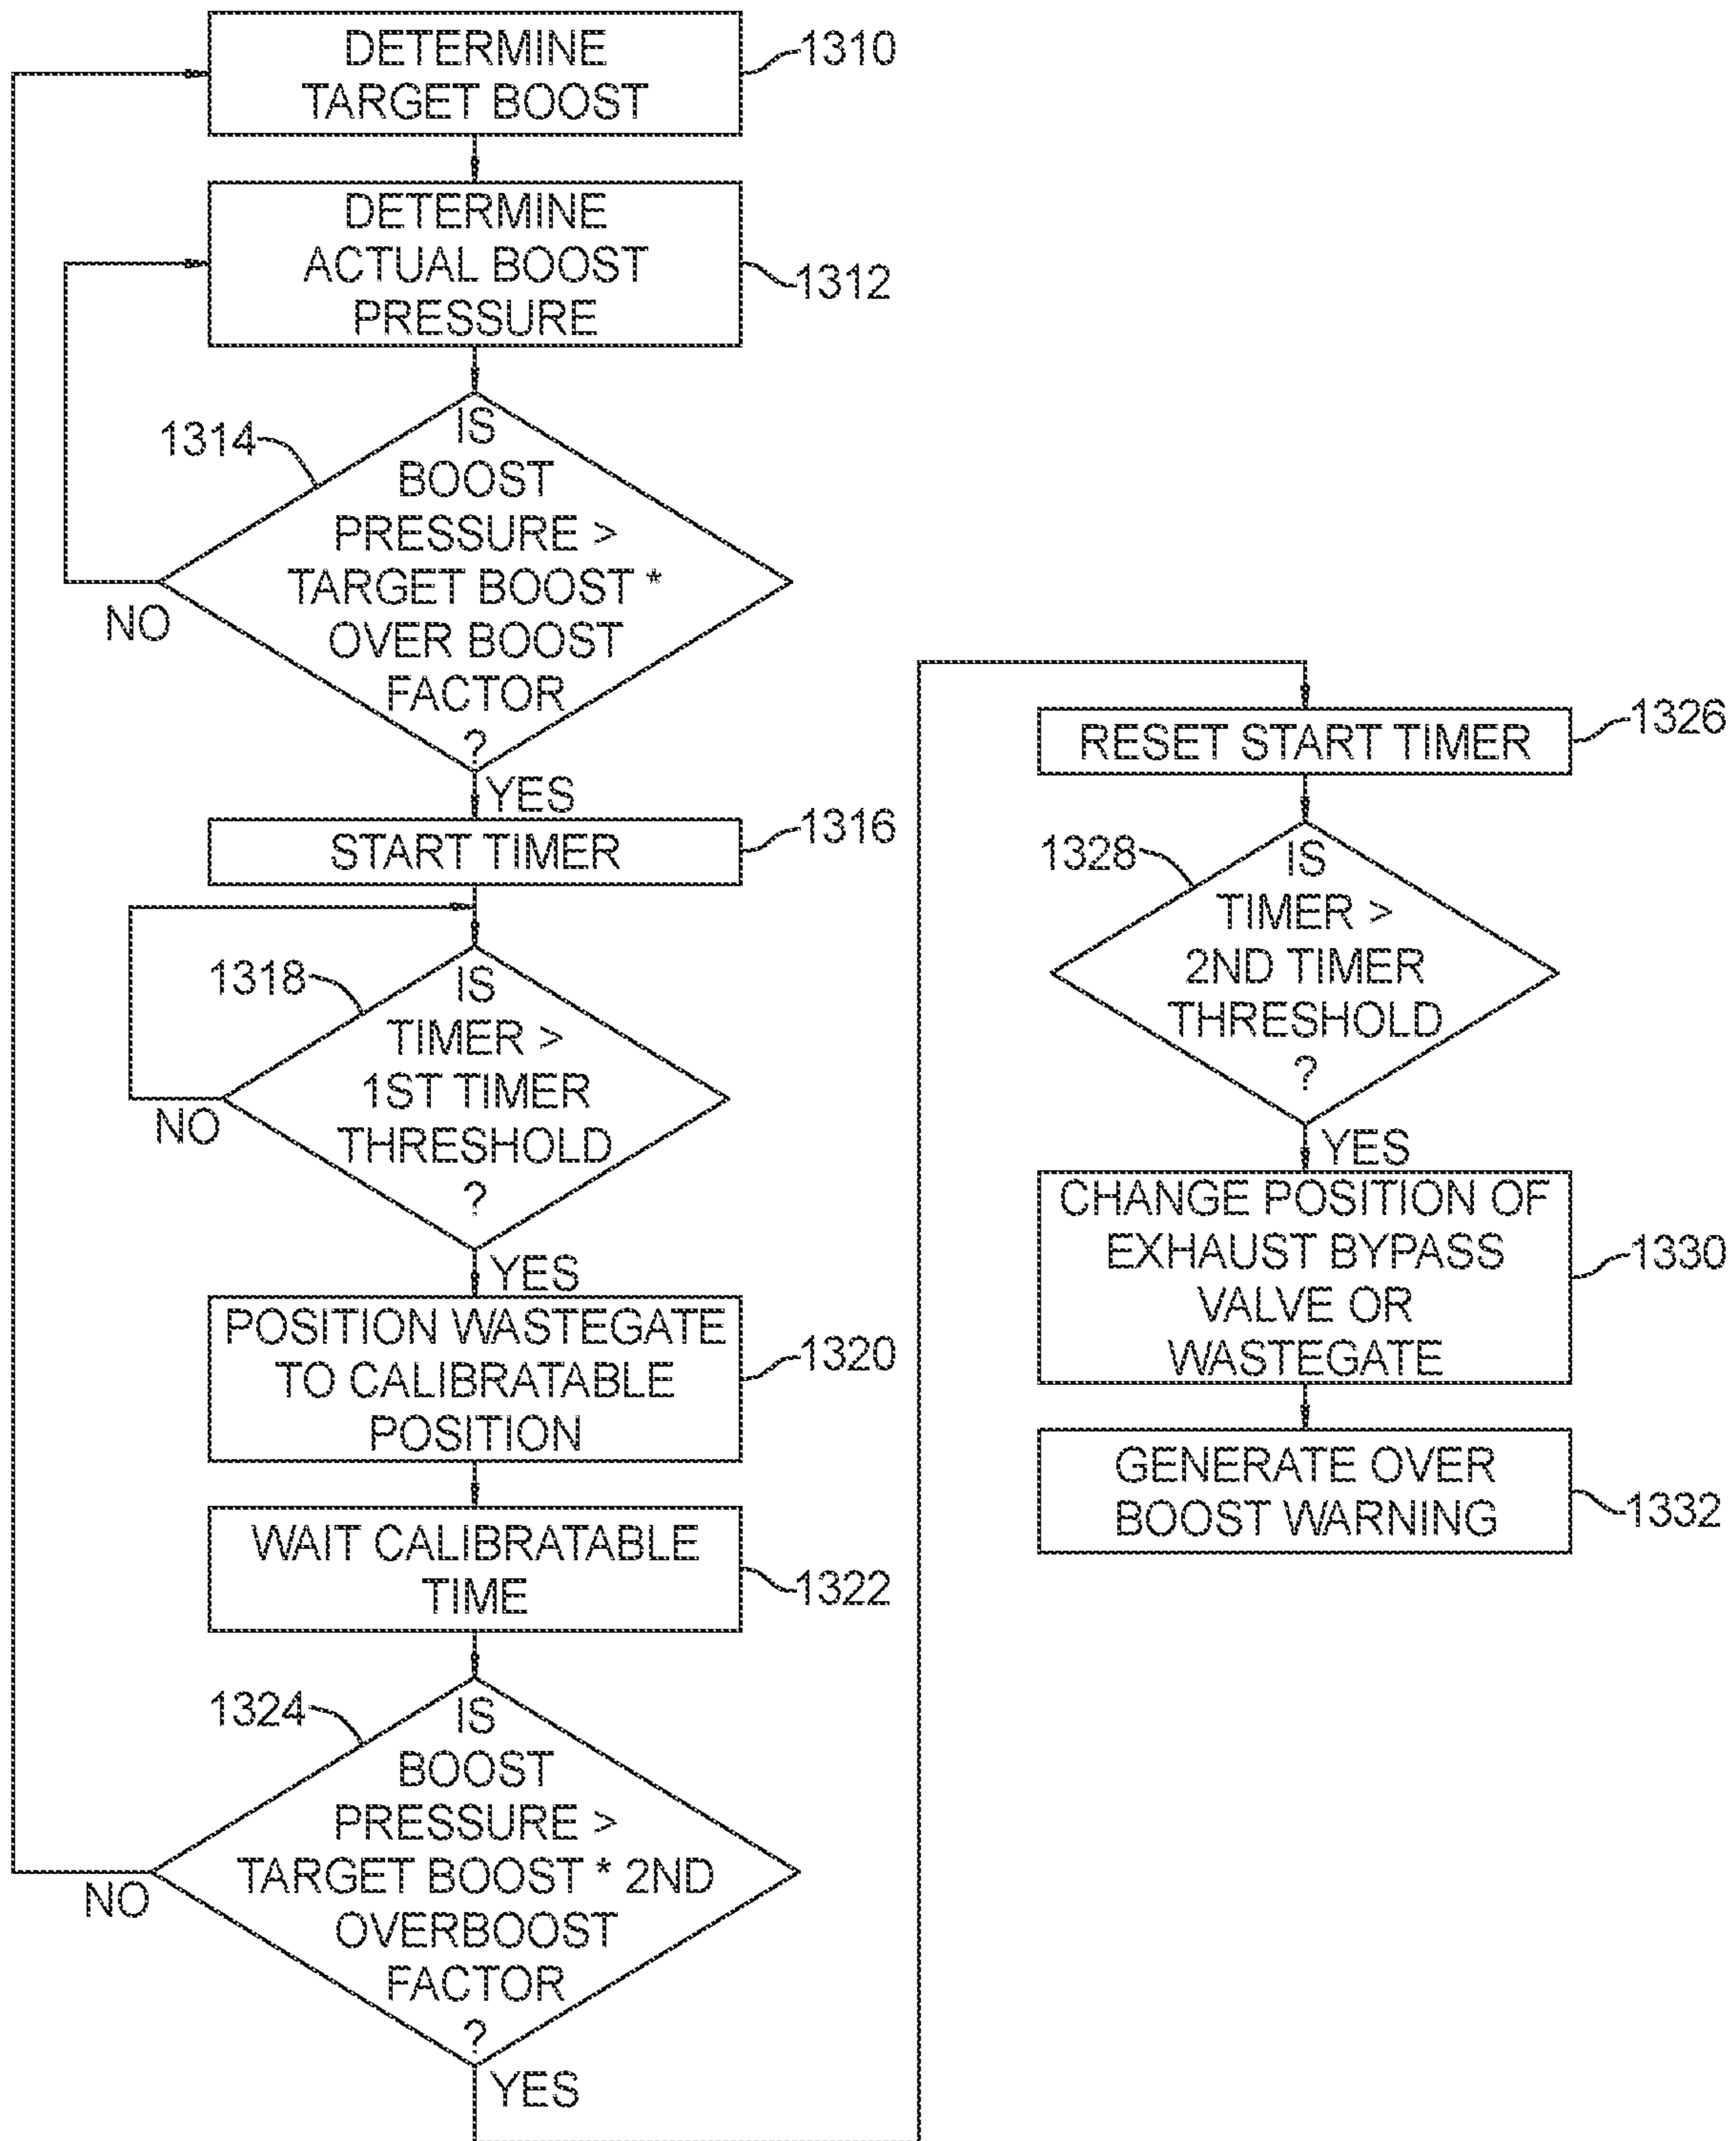 DETERMINE
TARGET BOOST
1310
DETERMINE
ACTUAL BOOST
PRESSURE
1312
1314
IS
BOOST
PRESSURE >
TARGET BOOST *
OVER BOOST
FACTOR
?
NO
YES
START TIMER
1316
1318
IS
TIMER >
1ST TIMER
THRESHOLD
?
NO
YES
POSITION WASTEGATE
TO CALIBRATABLE
POSITION
1320
WAIT CALIBRATABLE
TIME
1322
1324
IS
BOOST
PRESSURE >
TARGET BOOST * 2ND
OVERBOOST
FACTOR
?
NO
YES
RESET START TIMER
1326
1328
IS
TIMER >
2ND TIMER
THRESHOLD
?
YES
CHANGE POSITION OF
EXHAUST BYPASS
VALVE OR
WASTEGATE
1330
GENERATE OVER
BOOST WARNING
1332